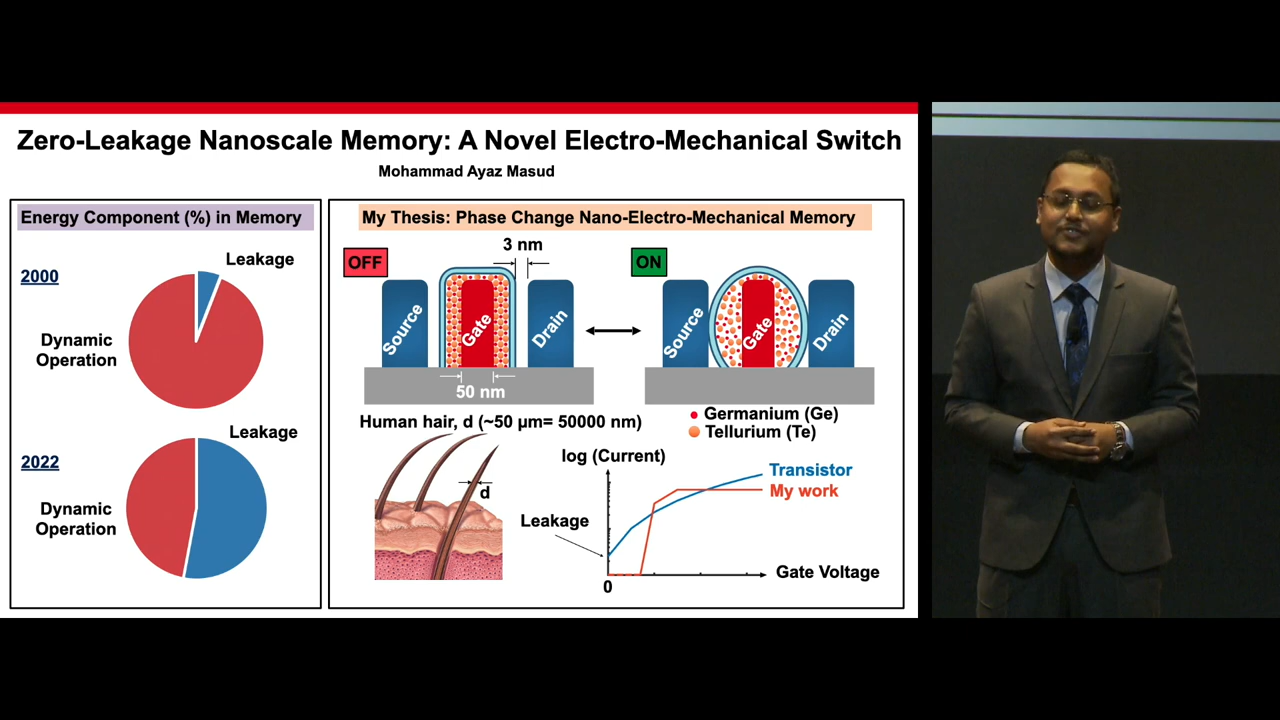 Zero-Leakage Nanoscale Memory: A Novel Electro-Mechanical Switch
Mohammad Ayaz Masud
Energy Component (%) in Memory
2000
Leakage
Dynamic
Operation
2022
Leakage
Dynamic
Operation
My Thesis: Phase Change Nano-Electro-Mechanical Memory
OFF
3 nm
Source
Gate
Drain
50 nm
ON
Source
Gate
Drain
Germanium (Ge)
Tellurium (Te)
Human hair, d (~50 µm= 50000 nm)
d
log (Current)
Transistor
My work
Leakage
Gate Voltage
0